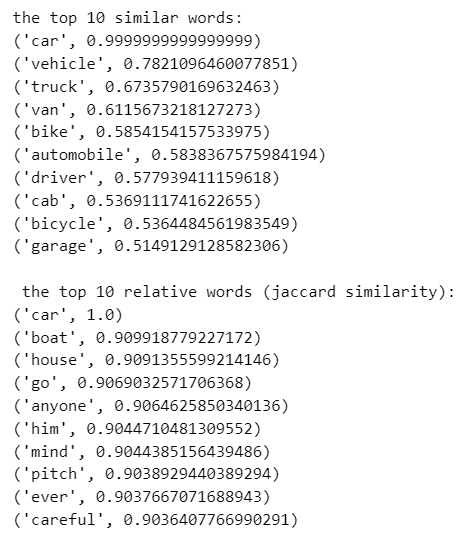 the top 10 similar words:
('car', 0.9999999999999999)
('vehicle', 0.7821096460077851)
('truck', 0.6735790169632463)
('van', 0.6115673218127273)
('bike', 0.5854154157533975)
('automobile', 0.5838367575984194)
('driver', 0.577939411159618)
('cab', 0.5369111741622655)
('bicycle', 0.5364484561983549)
('garage', 0.5149129128582306)
the top 10 relative words (jaccard similarity):
('car', 1.0)
('boat', 0.909918779227172)
('house', 0.9091355599214146)
('go', 0.9069032571706368)
('anyone', 0.9064625850340136)
('him', 0.9044710481309552)
('mind', 0.9044385156439486)
('pitch', 0.9038929440389294)
('ever', 0.9037667071688943)
('careful', 0.9036407766990291)